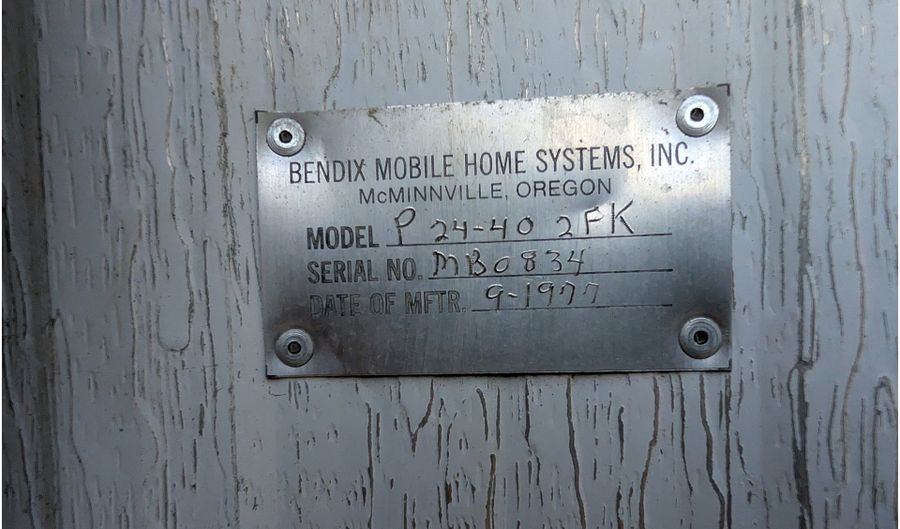 BENDIX MOBILE HOME SYSTEMS, INC.
McMINNVILLE, OREGON
MODEL P 24-40 2FK
SERIAL NO. MB0834
DATE OF MFTR. 9-1977